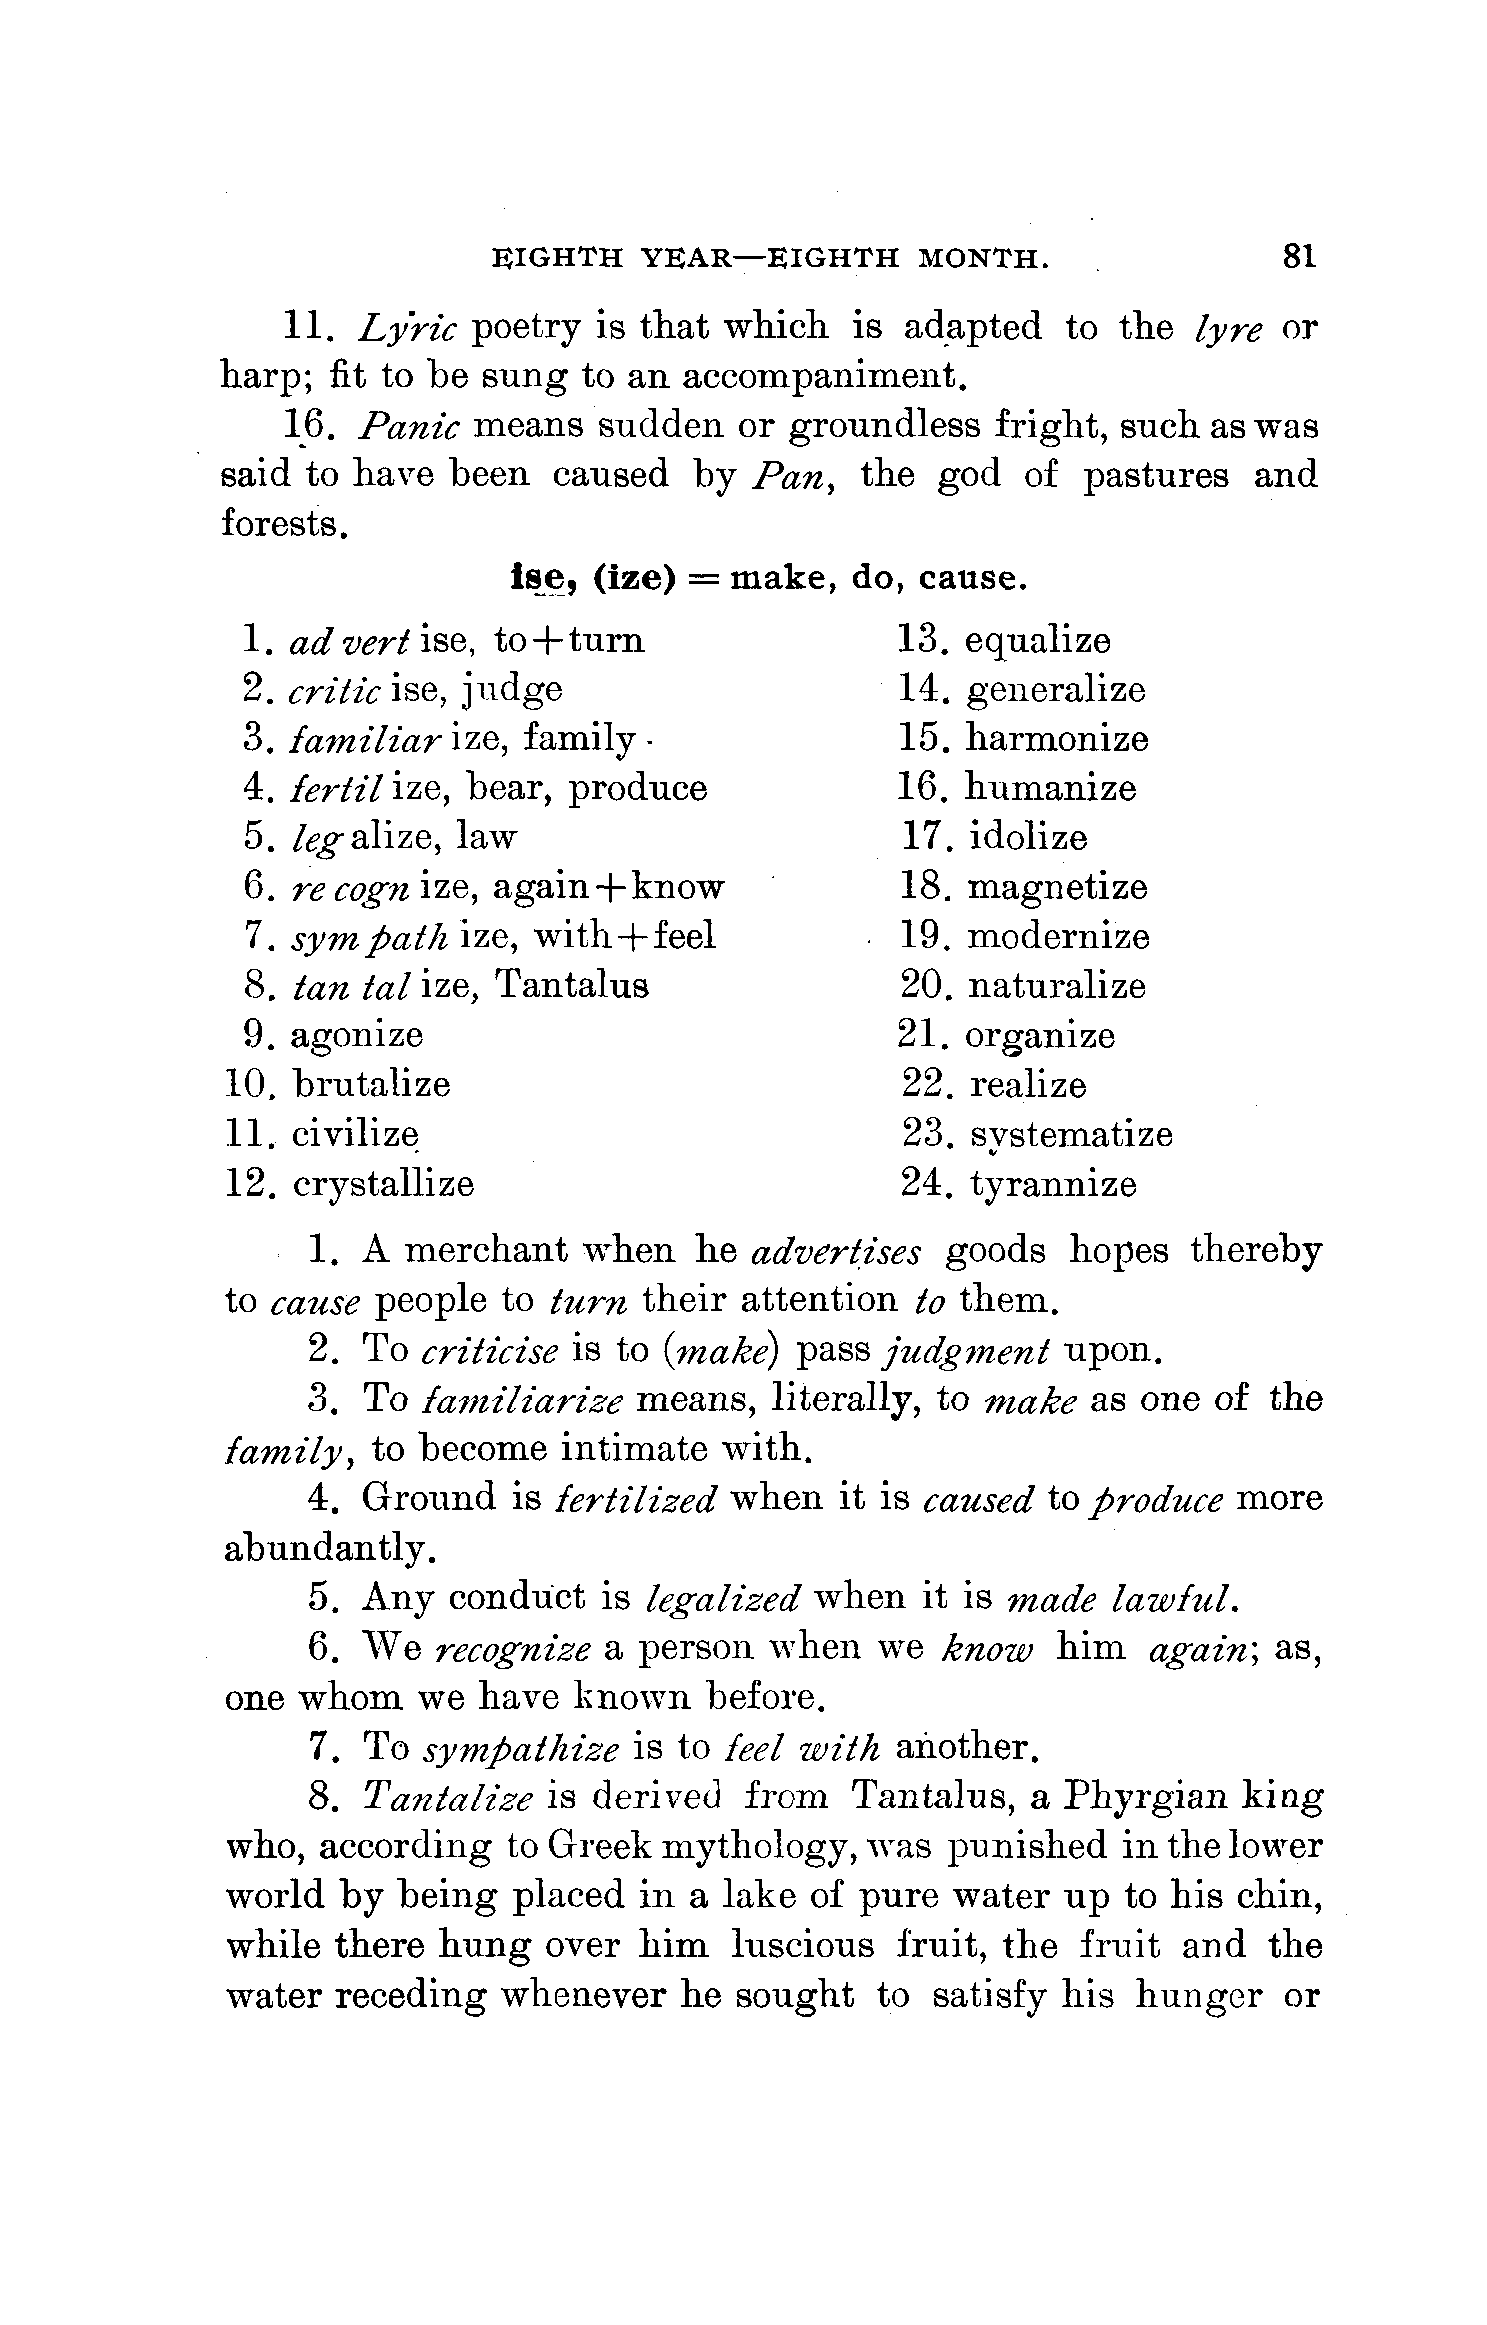 EIGHTH YEAR—EIGHTH MONTH. 81
11. Lyric poetry is that which is adapted to the lyre or
harp; fit to be sung to an accompaniment.
16. Panic means sudden or groundless fright, such as was
said to have been caused by Pan, the god of pastures and
forests.
ise, (ize) = make, do, cause.
1. ad vert ise, to+turn
2. critic ise, judge
3. familiar ize, family
4. fertil ize, bear, produce
5. leg alize, law
6. re cogn ize, again+know
7. sym path ize, with+feel
8. tan tal ize, Tantalus
9. agonize
10. brutalize
11. civilize
12. crystallize
13. equalize
14. generalize
15. harmonize
16. humanize
17. idolize
18. magnetize
19. modernize
20. naturalize
21. organize
22. realize
23. systematize
24. tyrannize
1. A merchant when he advertises goods hopes thereby
to cause people to turn their attention to them.
2. To criticise is to (make) pass judgment upon.
3. To familiarize means, literally, to make as one of the
family, to become intimate with.
4. Ground is fertilized when it is caused to produce more
abundantly.
5. Any conduct is legalized when it is made lawful.
6. We recognize a person when we know him again; as,
one whom we have known before.
7. To sympathize is to feel with another.
8. Tantalize is derived from Tantalus, a Phyrgian king
who, according to Greek mythology, was punished in the lower
world by being placed in a lake of pure water up to his chin,
while there hung over him luscious fruit, the fruit and the
water receding whenever he sought to satisfy his hunger or